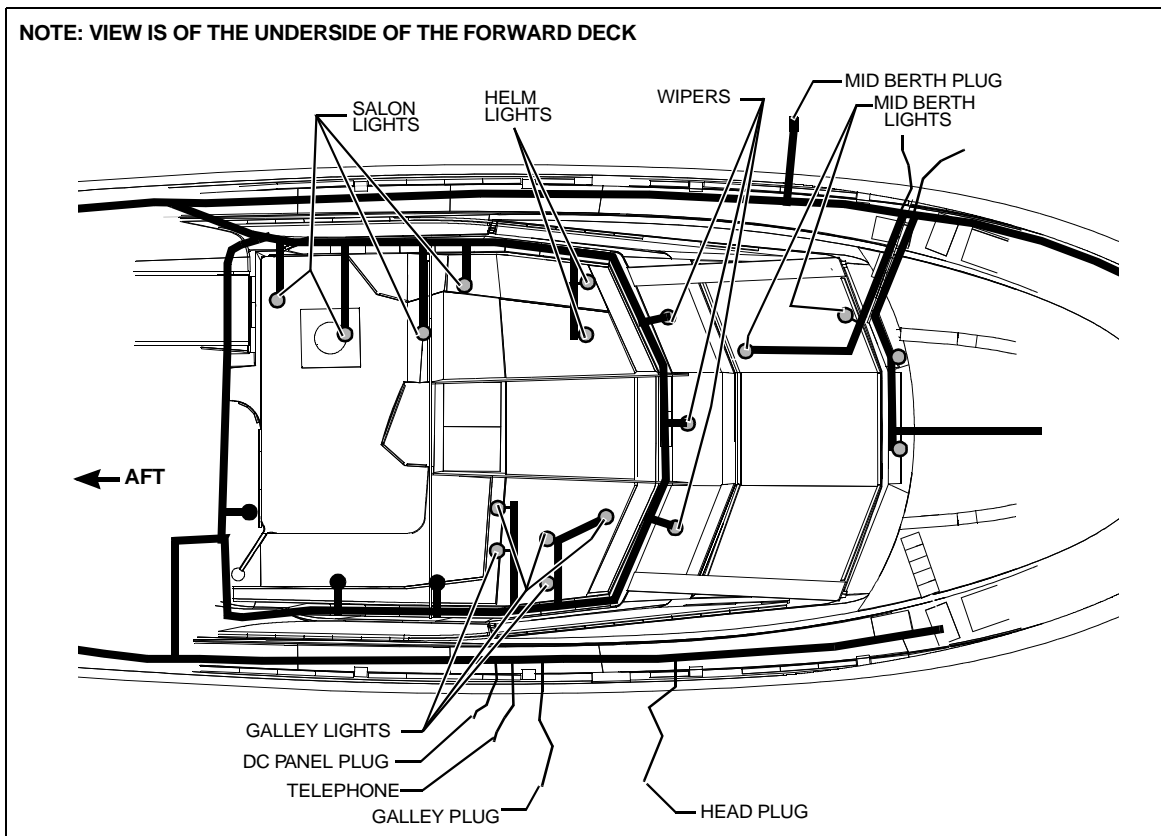 NOTE: VIEW IS OF THE UNDERSIDE OF THE FORWARD DECK
MID BERTH PLUG
SALON
LIGHTS
HELM
LIGHTS
WIPERS
MID BERTH
LIGHTS
AFT
GALLEY LIGHTS
DC PANEL PLUG
TELEPHONE
GALLEY PLUG
HEAD PLUG